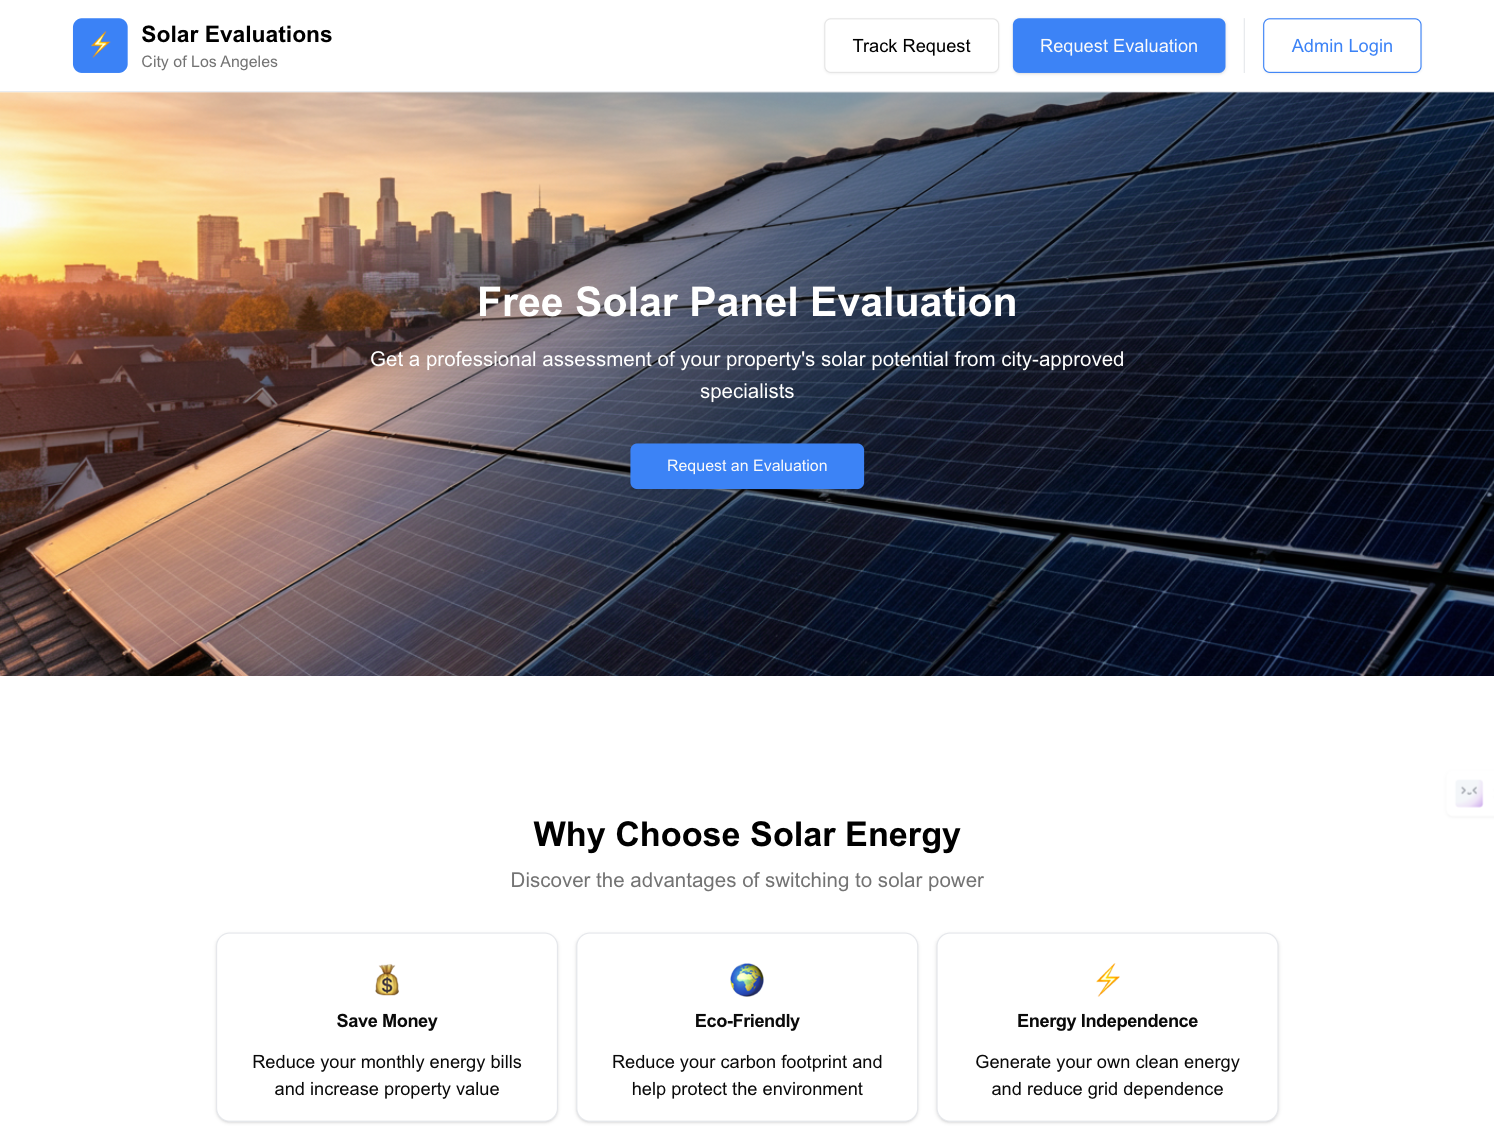 Solar Evaluations
City of Los Angeles
Track Request
Request Evaluation
Admin Login
Free Solar Panel Evaluation
Get a professional assessment of your property's solar potential from city-approved
specialists
Request an Evaluation
Why Choose Solar Energy
Discover the advantages of switching to solar power
Save Money
Reduce your monthly energy bills
and increase property value
Eco-Friendly
Reduce your carbon footprint and
help protect the environment
Energy Independence
Generate your own clean energy
and reduce grid dependence